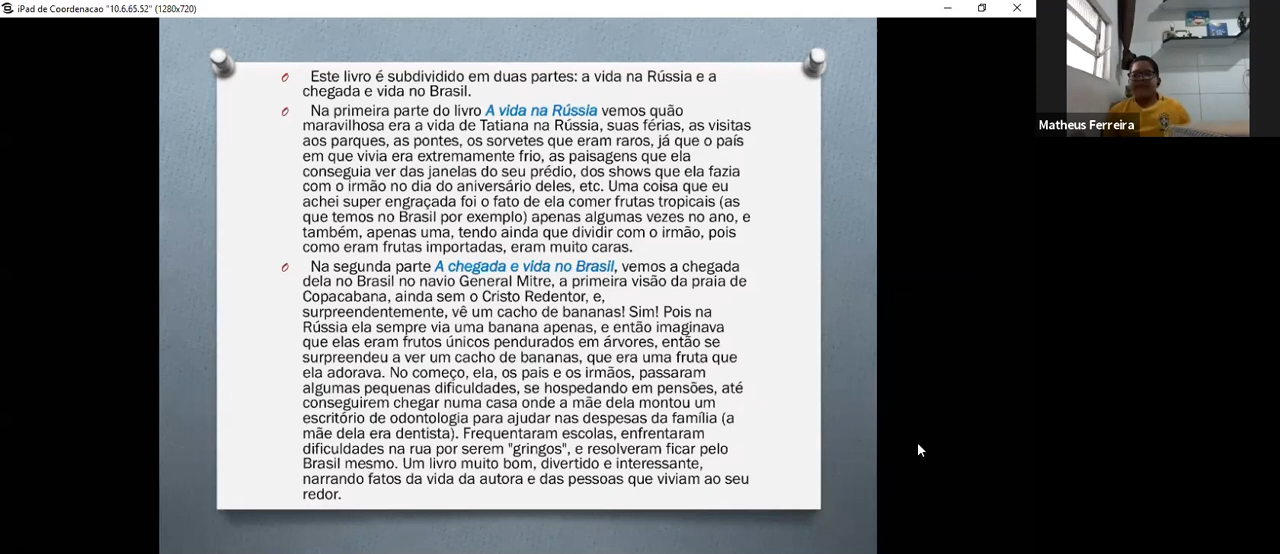 iPad de Coordenacao "10.6.65.52" (1280x720)
Este livro é subdividido em duas partes: a vida na Rússia e a
chegada e vida no Brasil.
Na primeira parte do livro A vida na Rússia vemos quão
maravilhosa era a vida de Tatiana na Rússia, suas férias, as visitas
aos parques, as pontes, os sorvetes que eram raros, já que o país
em que vivia era extremamente frio, as paisagens que ela
conseguia ver das janelas do seu prédio, dos shows que ela fazia
com o irmão no dia do aniversário deles, etc. Uma coisa que eu
achei super engraçada foi o fato de ela comer frutas tropicais (as
que temos no Brasil por exemplo) apenas algumas vezes no ano, e
também, apenas uma, tendo ainda que dividir com o irmão, pois
como eram frutas importadas, eram muito caras.
Na segunda parte A chegada e vida no Brasil, vemos a chegada
dela no Brasil no navio General Mitre, a primeira visão da praia de
Copacabana, ainda sem o Cristo Redentor, e,
surpreendentemente, vê um cacho de bananas! Sim! Pois na
Rússia ela sempre via uma banana apenas, e então imaginava
que elas eram frutos únicos pendurados em árvores, então se
surpreendeu a ver um cacho de bananas, que era uma fruta que
ela adorava. No começo, ela, os pais e os irmãos, passaram
algumas pequenas dificuldades, se hospedando em pensões, até
conseguirem chegar numa casa onde a mãe dela montou um
escritório de odontologia para ajudar nas despesas da família (a
mãe dela era dentista). Frequentaram escolas, enfrentaram
dificuldades na rua por serem "gringos", e resolveram ficar pelo
Brasil mesmo. Um livro muito bom, divertido e interessante,
narrando fatos da vida da autora e das pessoas que viviam ao seu
redor.
Matheus Ferreira